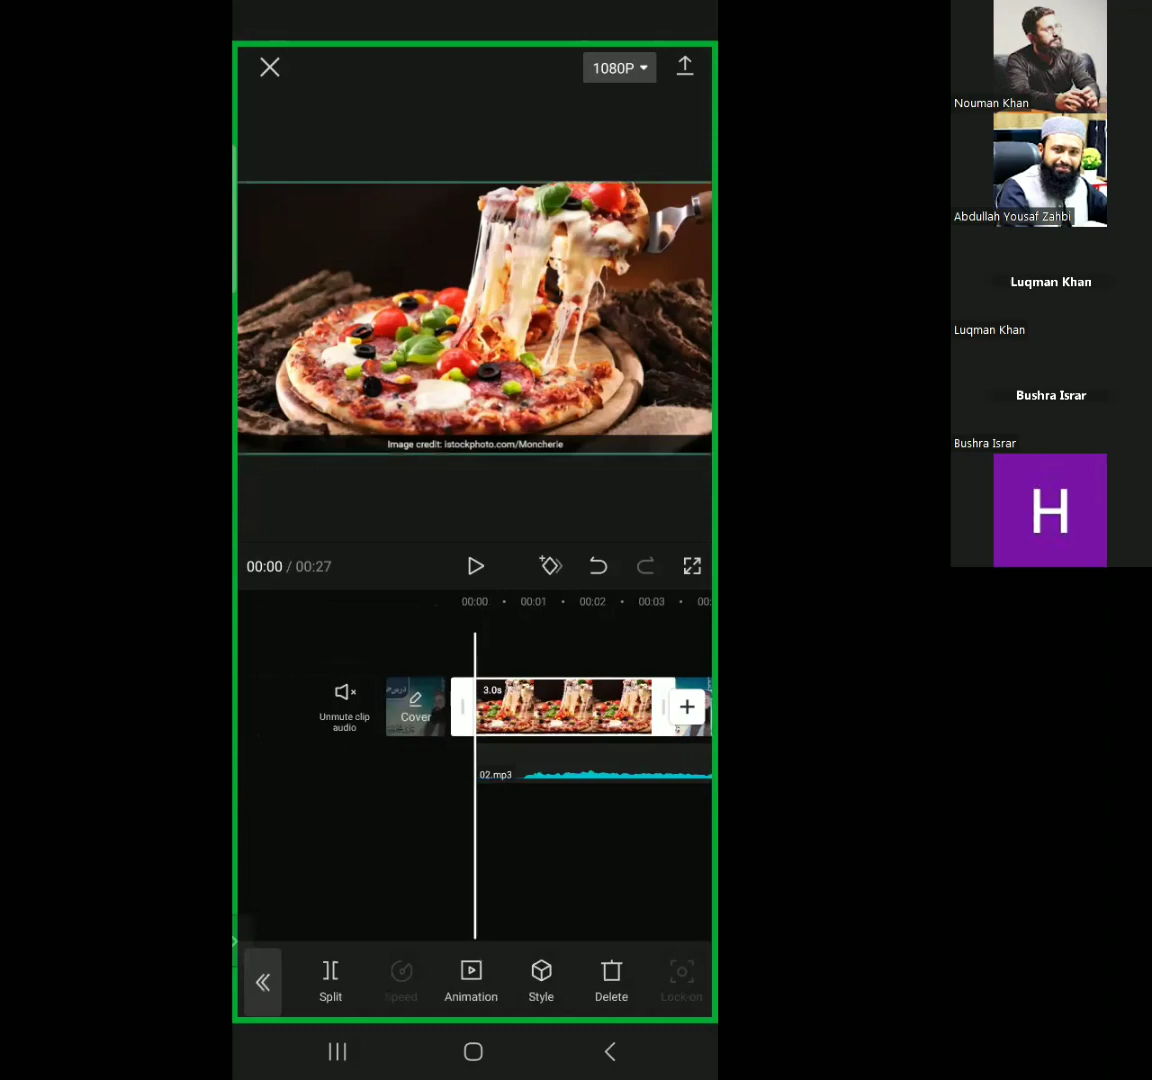 1080P
Image credit: istockphoto.com/Moncherie
00:00 / 00:27
00:00
00:01
00:02
00:03
00:
Unmute clip
audio
Cover
3.0s
02.mp3
Split
Speed
Animation
Style
Delete
Lock-on
Nouman Khan
Abdullah Yousaf Zahbi
Luqman Khan
Luqman Khan
Bushra Israr
Bushra Israr
H